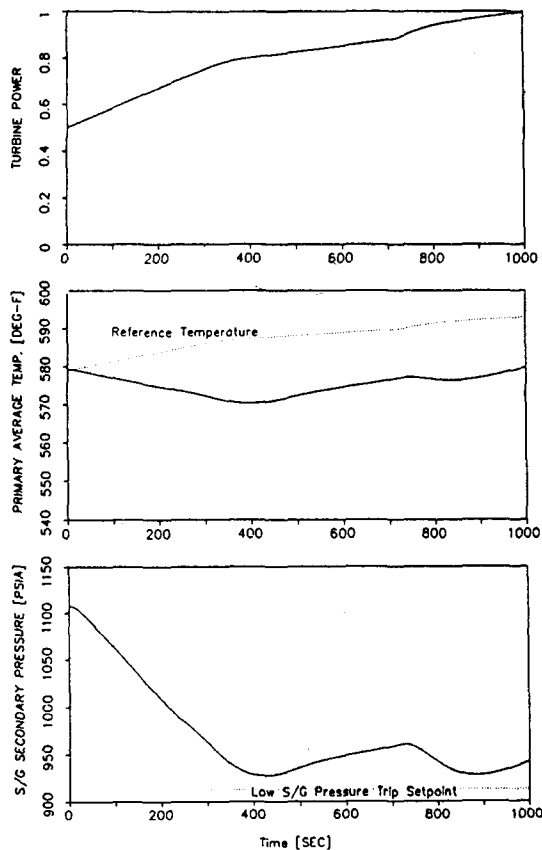 1
0.8
0.6
0.4
0.2
0
TURBINE POWER
0 200 400 600 800 1000
600
590
580
570
560
550
540
PRIMARY AVERAGE TEMP. [DEG-F]
Reference Temperature
0 200 400 600 800 1000
1150
1100
1050
1000
950
900
S/G SECONDARY PRESSURE [PSIA]
Low S/G Pressure Trip Setpoint
0 200 400 600 800 1000
Time [SEC]